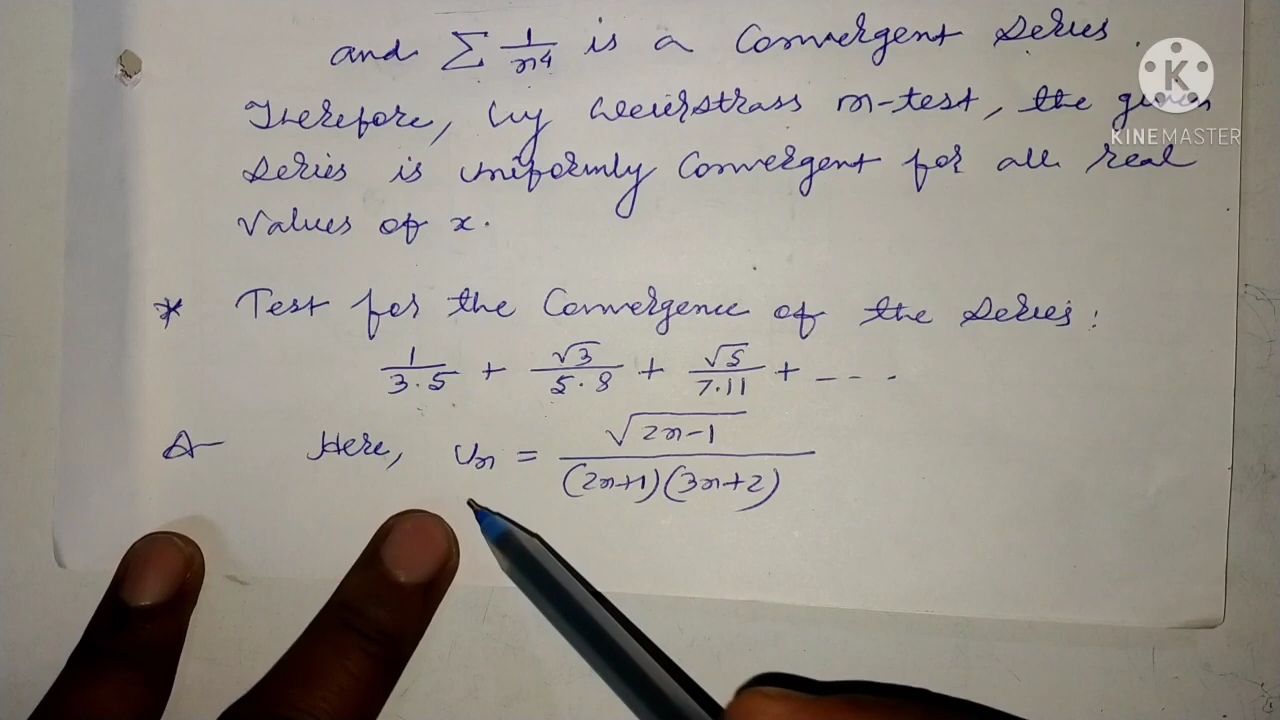 and ∑ 1/n⁴ is a Convergent series.
Therefore, by Weierstrass m-test, the given
series is uniformly Convergent for all real
values of x.
* Test for the Convergence of the series:
1/(3·5) + √3/(5·8) + √5/(7·11) + ----
A Here, Un = √(2n-1)/((2n+1)(3n+2))
K
KINEMASTER